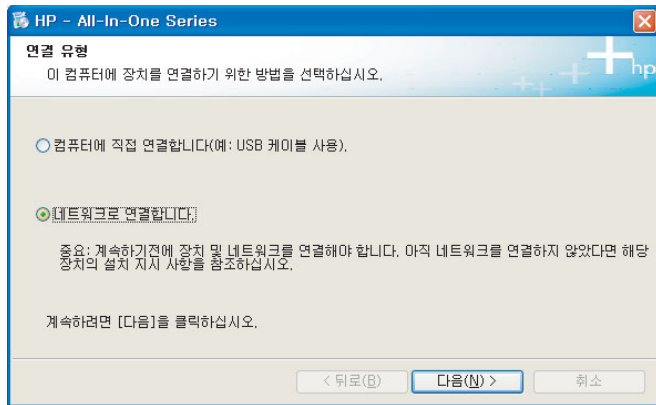 HP - All-In-One Series
연결 유형
이 컴퓨터에 장치를 연결하기 위한 방법을 선택하십시오.
hp
컴퓨터에 직접 연결합니다(예: USB 케이블 사용).
네트워크로 연결합니다.
중요: 계속하기전에 장치 및 네트워크를 연결해야 합니다. 아직 네트워크를 연결하지 않았다면 해당
장치의 설치 지시 사항을 참조하십시오.
계속하려면 [다음]을 클릭하십시오.
< 뒤로(B) 다음(N) > 취소